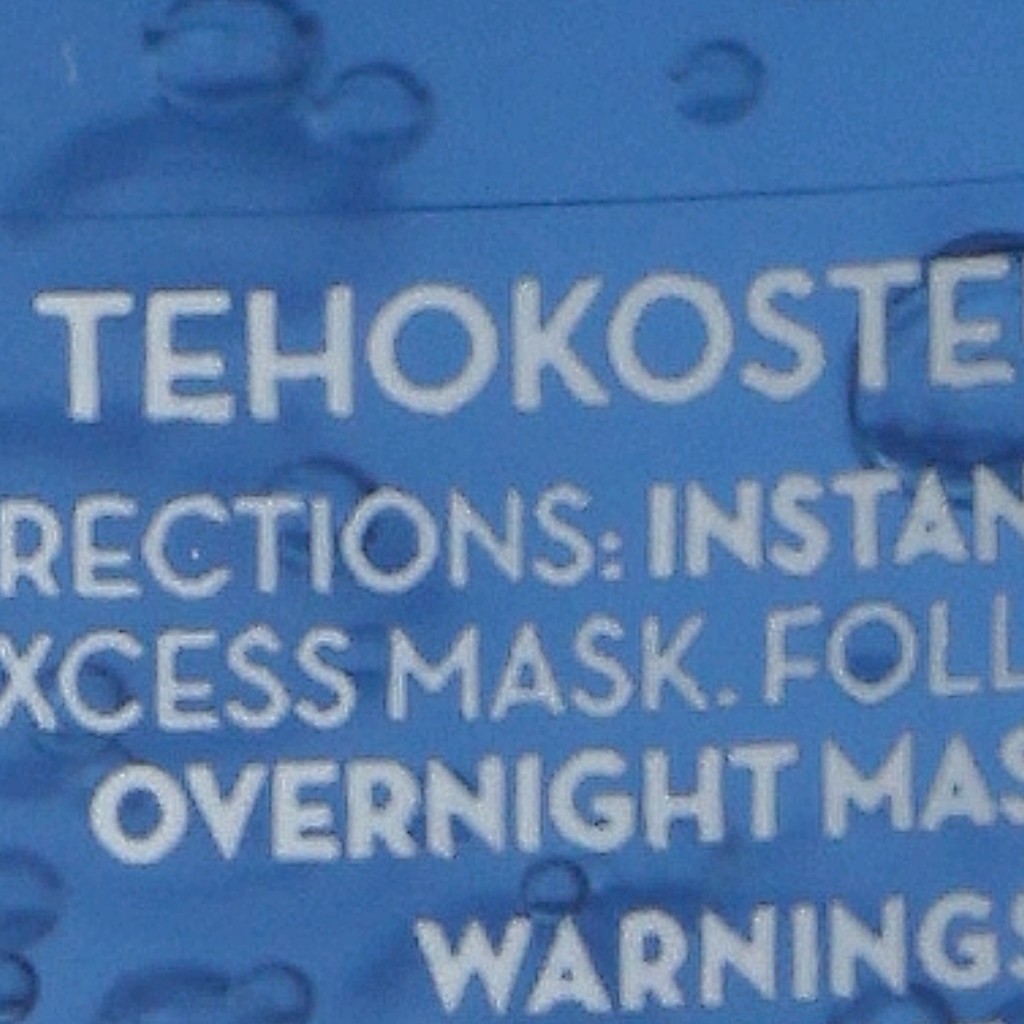 TEHOKOSTE
RECTIONS: INSTAN
XCESS MASK. FOLL
OVERNIGHT MAS
WARNINGS